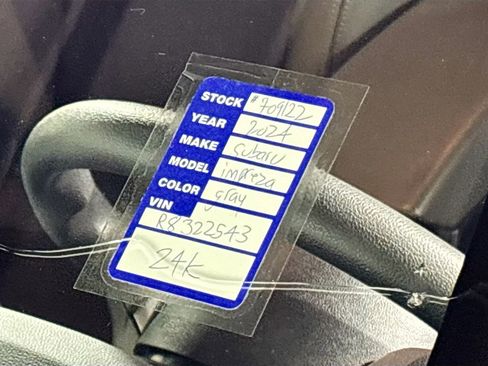 STOCK #709122
YEAR 2024
MAKE Subaru
MODEL impreza
COLOR gray
VIN
R8322543
24k